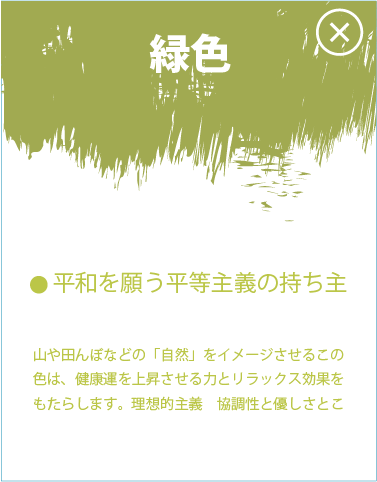 緑色
●平和を願う平等主義の持ち主
山や田んぼなどの「自然」をイメージさせるこの
色は、健康運を上昇させる力とリラックス効果を
もたらします。理想的主義　協調性と優しさとこ